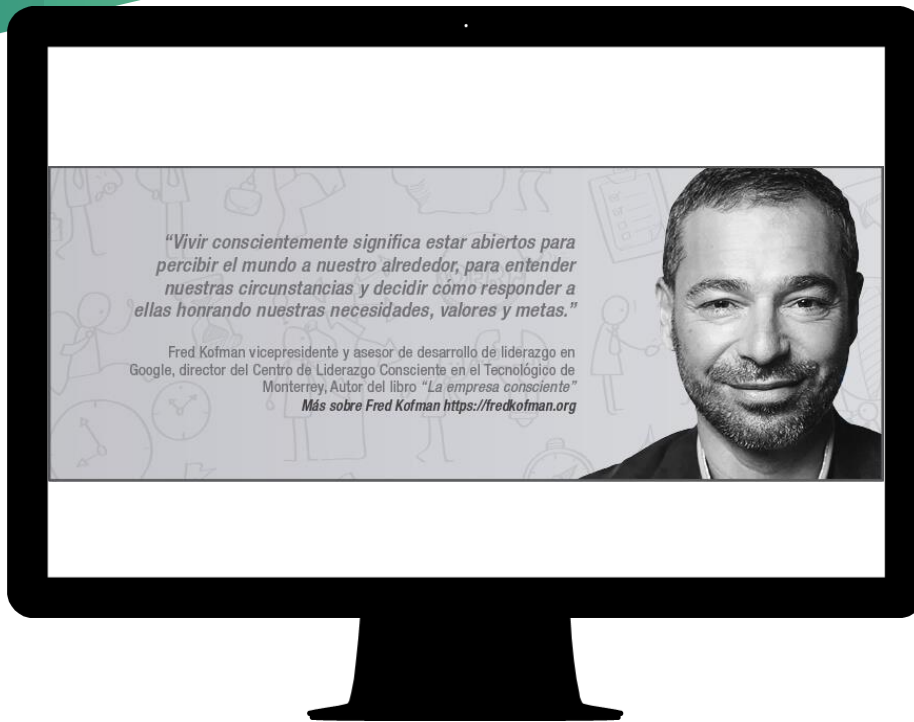 “Vivir conscientemente significa estar abiertos para
percibir el mundo a nuestro alrededor, para entender
nuestras circunstancias y decidir cómo responder a
ellas honrando nuestras necesidades, valores y metas.”
Fred Kofman vicepresidente y asesor de desarrollo de liderazgo en
Google, director del Centro de Liderazgo Consciente en el Tecnológico de
Monterrey, Autor del libro “La empresa consciente”
Más sobre Fred Kofman https://fredkofman.org